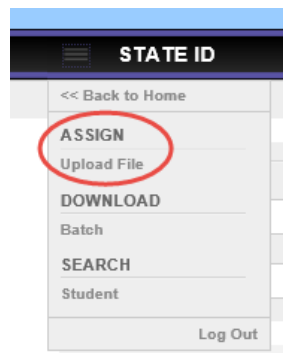 STATE ID
<< Back to Home
ASSIGN
Upload File
DOWNLOAD
Batch
SEARCH
Student
Log Out